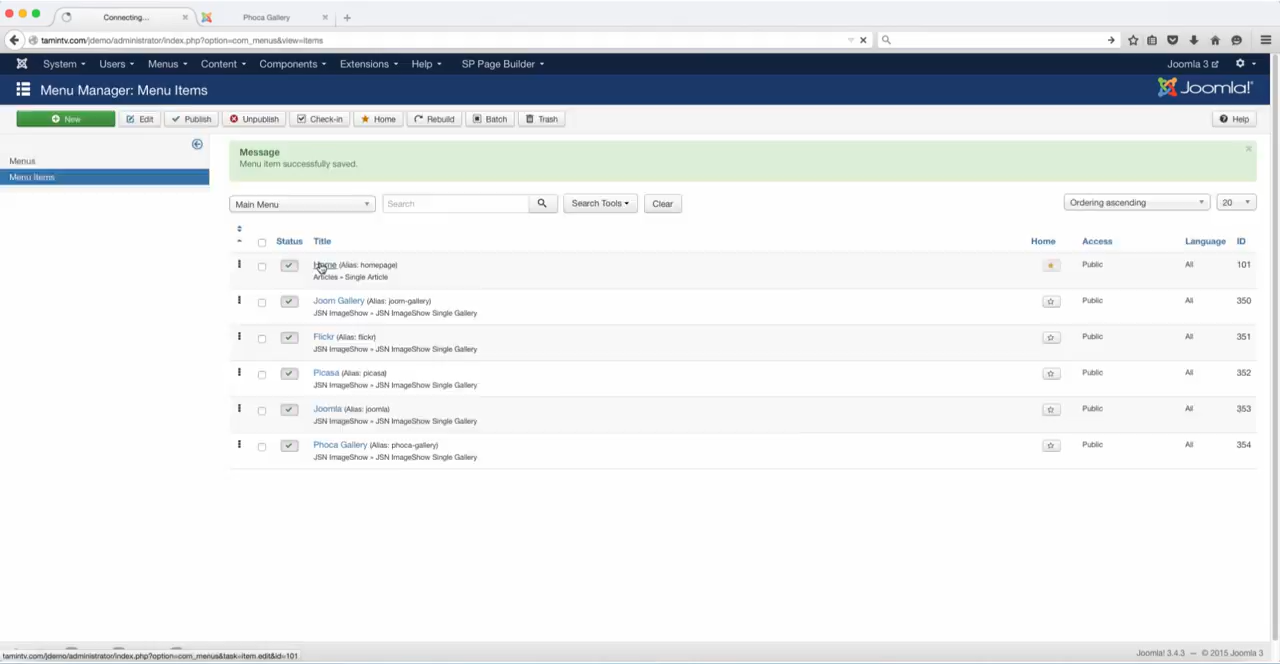 Connecting...
Phoca Gallery
tamintv.com/jdemo/administrator/index.php?option=com_menus&view=items
System Users Menus Content Components Extensions Help SP Page Builder Joomla 3
Menu Manager: Menu Items
Joomla!
New Edit Publish Unpublish Check-in Home Rebuild Batch Trash Help
Menus
Menu Items
Message
Menu item successfully saved.
Main Menu Search Search Tools Clear Ordering ascending 20
Status Title Home Access Language ID
Home (Alias: homepage) Public All 101
Articles » Single Article
Joom Gallery (Alias: joom-gallery) Public All 350
JSN ImageShow » JSN ImageShow Single Gallery
Flickr (Alias: flickr) Public All 351
JSN ImageShow » JSN ImageShow Single Gallery
Picasa (Alias: picasa) Public All 352
JSN ImageShow » JSN ImageShow Single Gallery
Joomla (Alias: joomla) Public All 353
JSN ImageShow » JSN ImageShow Single Gallery
Phoca Gallery (Alias: phoca-gallery) Public All 354
JSN ImageShow » JSN ImageShow Single Gallery
tamintv.com/jdemo/administrator/index.php?option=com_menus&task=item.edit&id=101
Joomla! 3.4.3 — © 2015 Joomla 3